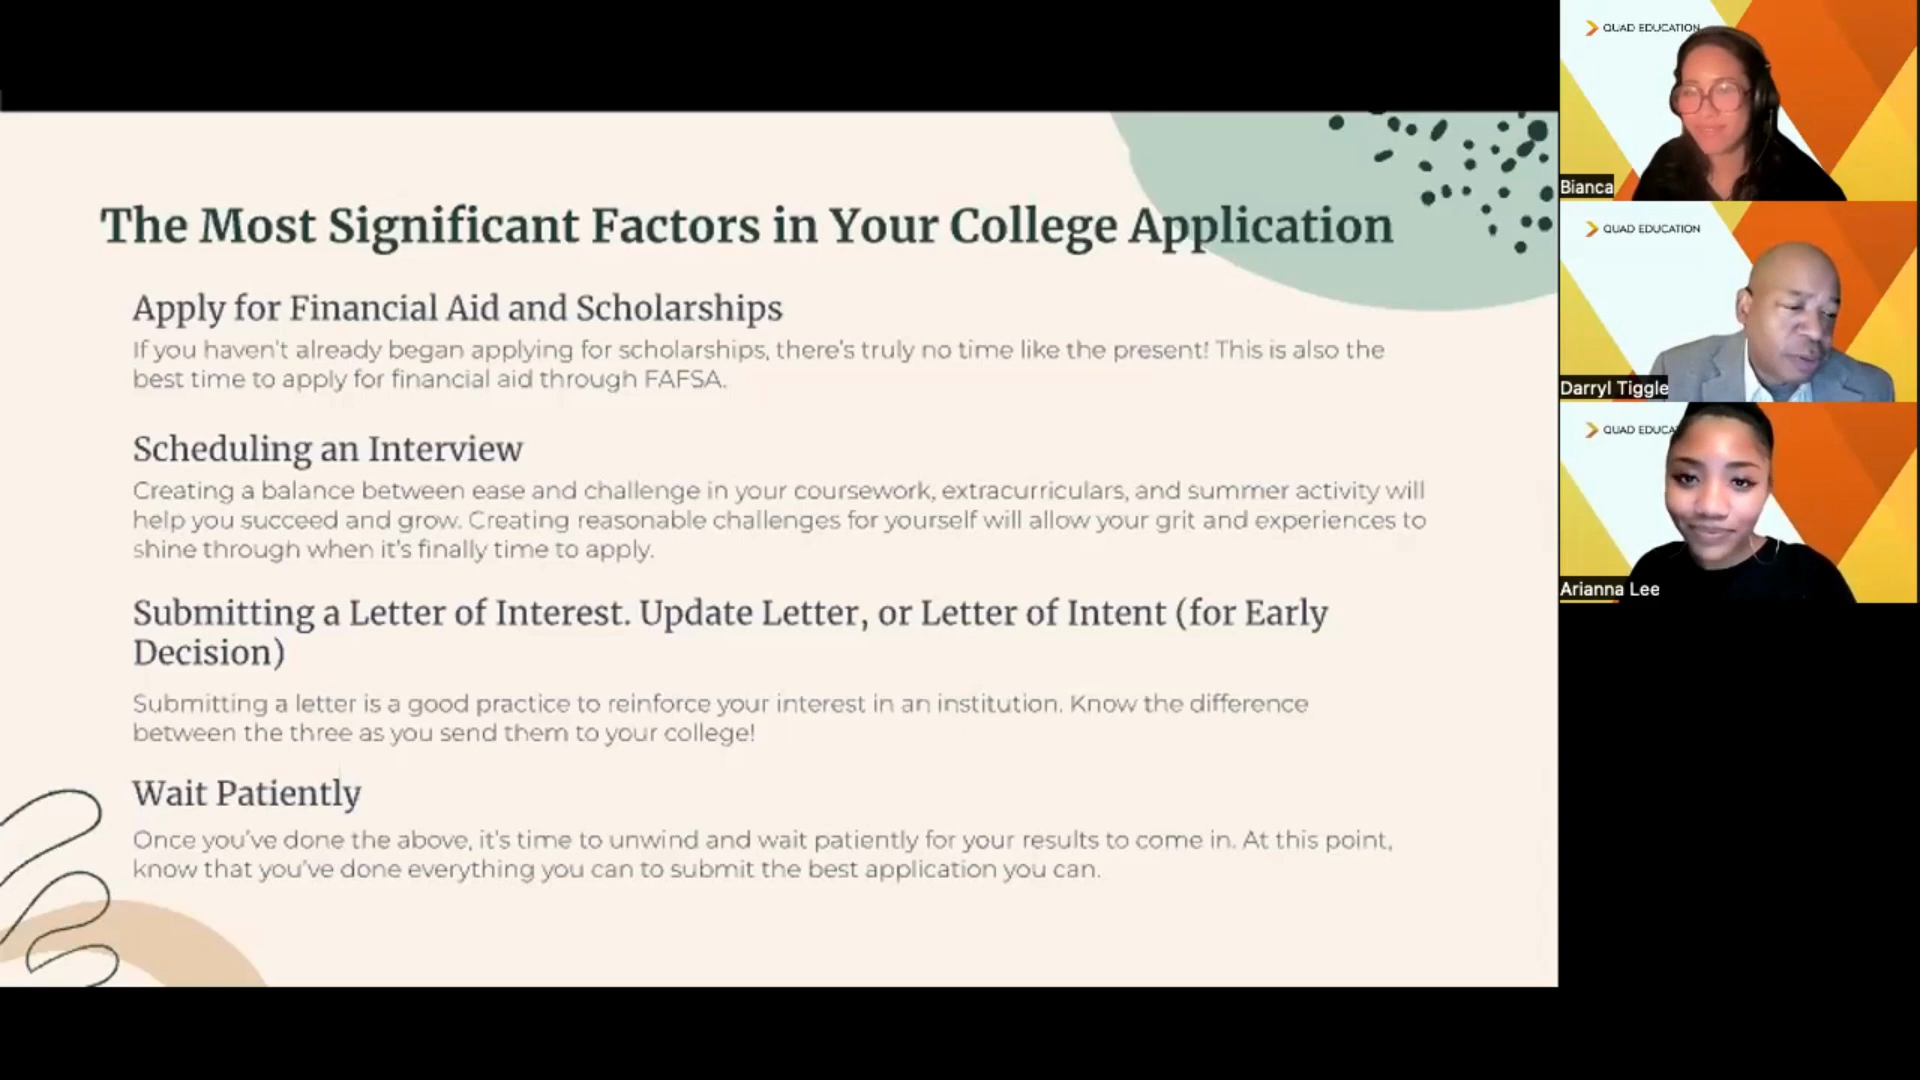 The Most Significant Factors in Your College Application
Apply for Financial Aid and Scholarships
If you haven't already began applying for scholarships, there's truly no time like the present! This is also the
best time to apply for financial aid through FAFSA.
Scheduling an Interview
Creating a balance between ease and challenge in your coursework, extracurriculars, and summer activity will
help you succeed and grow. Creating reasonable challenges for yourself will allow your grit and experiences to
shine through when it's finally time to apply.
Submitting a Letter of Interest. Update Letter, or Letter of Intent (for Early
Decision)
Submitting a letter is a good practice to reinforce your interest in an institution. Know the difference
between the three as you send them to your college!
Wait Patiently
Once you've done the above, it's time to unwind and wait patiently for your results to come in. At this point,
know that you've done everything you can to submit the best application you can.
QUAD EDUCATION
Bianca
QUAD EDUCATION
Darryl Tiggle
QUAD EDUCA
Arianna Lee